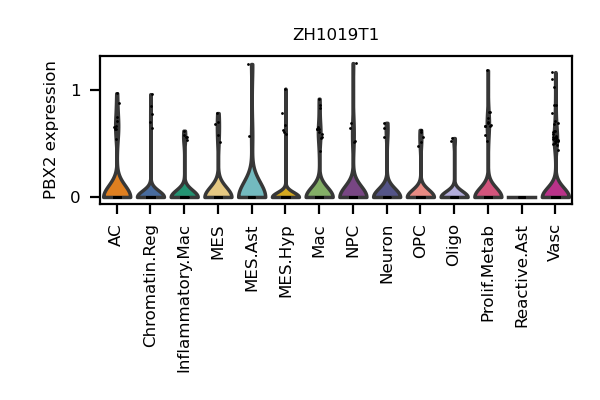 ZH1019T1
PBX2 expression
1
0
AC
Chromatin.Reg
Inflammatory.Mac
MES
MES.Ast
MES.Hyp
Mac
NPC
Neuron
OPC
Oligo
Prolif.Metab
Reactive.Ast
Vasc